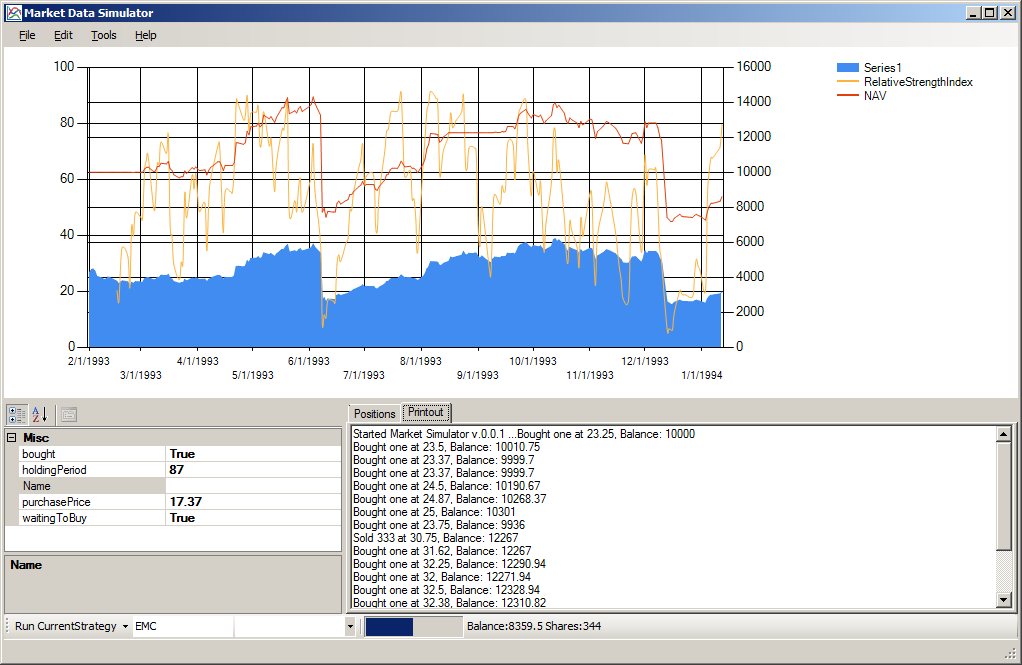 Market Data Simulator
File Edit Tools Help
100
80
60
40
20
0
16000
14000
12000
10000
8000
6000
4000
2000
0
2/1/1993
3/1/1993
4/1/1993
5/1/1993
6/1/1993
7/1/1993
8/1/1993
9/1/1993
10/1/1993
11/1/1993
12/1/1993
1/1/1994
Series1
RelativeStrengthIndex
NAV
Misc
bought True
holdingPeriod 87
Name
purchasePrice 17.37
waitingToBuy True
Name
Positions Printout
Started Market Simulator v.0.0.1 ...Bought one at 23.25, Balance: 10000
Bought one at 23.5, Balance: 10010.75
Bought one at 23.37, Balance: 9999.7
Bought one at 23.37, Balance: 9999.7
Bought one at 24.5, Balance: 10190.67
Bought one at 24.87, Balance: 10268.37
Bought one at 25, Balance: 10301
Bought one at 23.75, Balance: 9936
Sold 333 at 30.75, Balance: 12267
Bought one at 31.62, Balance: 12267
Bought one at 32.25, Balance: 12290.94
Bought one at 32, Balance: 12271.94
Bought one at 32.5, Balance: 12328.94
Bought one at 32.38, Balance: 12310.82
Run CurrentStrategy EMC Balance:8359.5 Shares:344